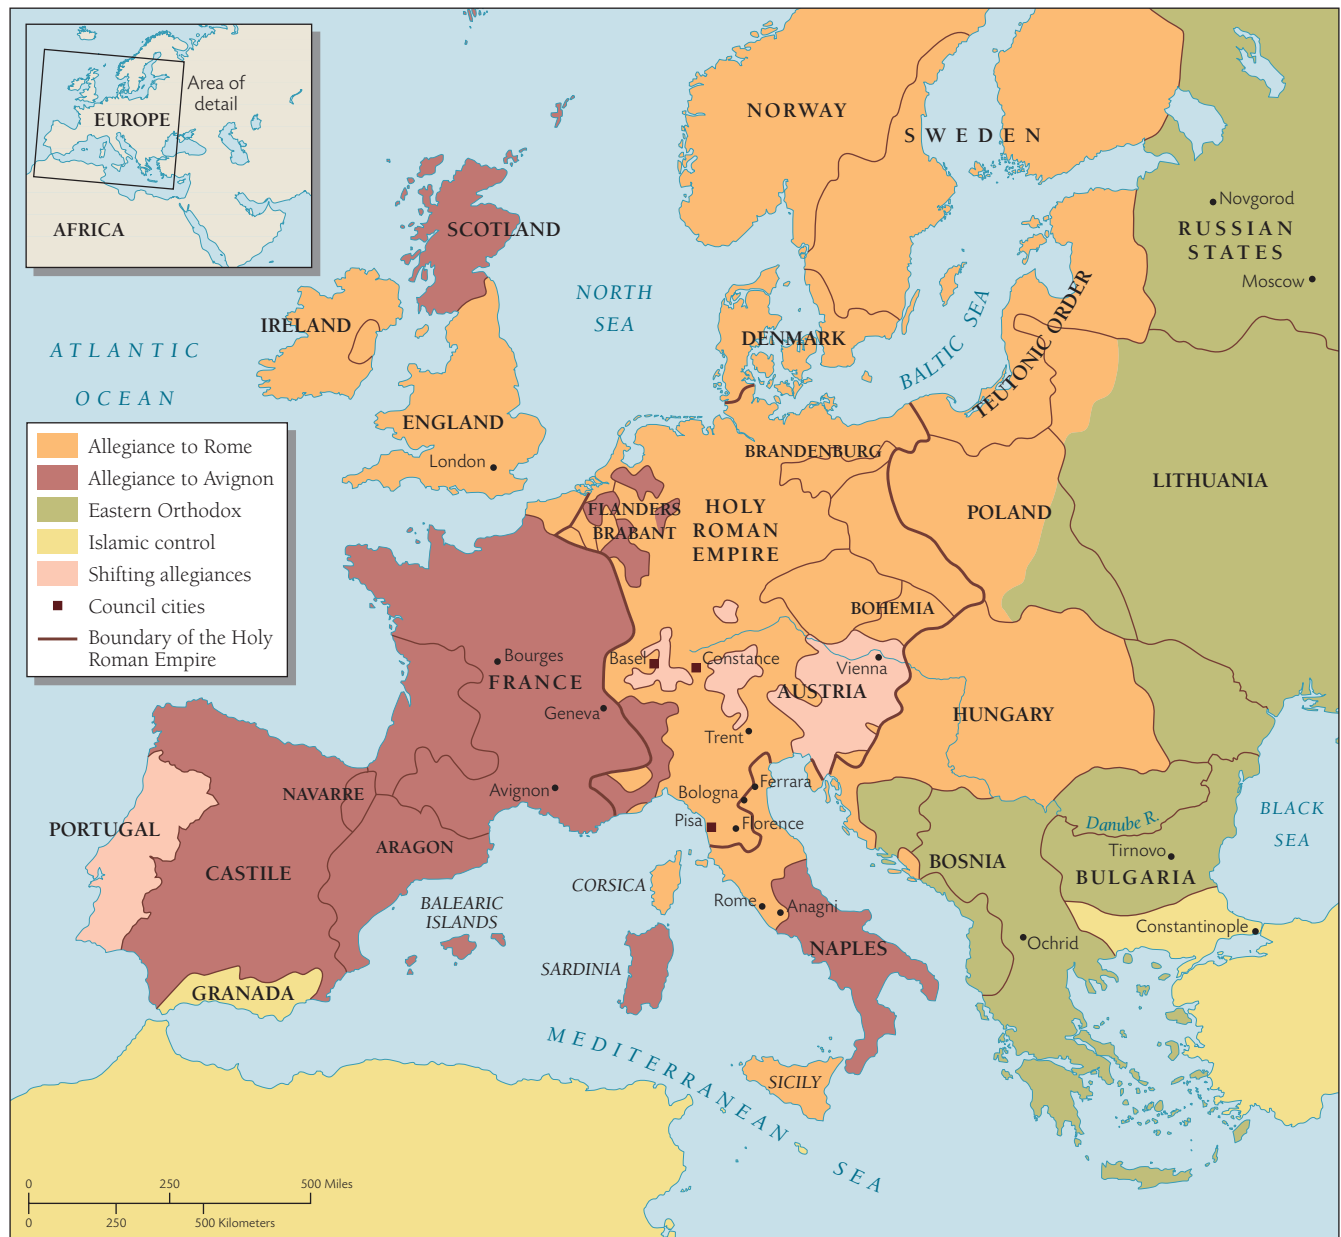 Area of
detail
EUROPE
AFRICA
NORWAY
SWEDEN
Novgorod
RUSSIAN
STATES
Moscow
SCOTLAND
NORTH
SEA
IRELAND
ATLANTIC
OCEAN
DENMARK
BALTIC SEA
TEUTONIC ORDER
ENGLAND
London
BRANDENBURG
LITHUANIA
Allegiance to Rome
Allegiance to Avignon
Eastern Orthodox
Islamic control
Shifting allegiances
Council cities
Boundary of the Holy
Roman Empire
FLANDERS
BRABANT
HOLY
ROMAN
EMPIRE
POLAND
BOHEMIA
Bourges
FRANCE
Geneva
Basel
Constance
Vienna
AUSTRIA
HUNGARY
Trent
NAVARRE
Avignon
Bologna
Ferrara
Pisa
Florence
PORTUGAL
CASTILE
ARAGON
BLACK
SEA
Danube R.
Tirnovo
BULGARIA
BOSNIA
CORSICA
Rome
Anagni
BALEARIC
ISLANDS
Constantinople
Ochrid
NAPLES
SARDINIA
GRANADA
MEDITERRANEAN SEA
SICILY
0 250 500 Miles
0 250 500 Kilometers